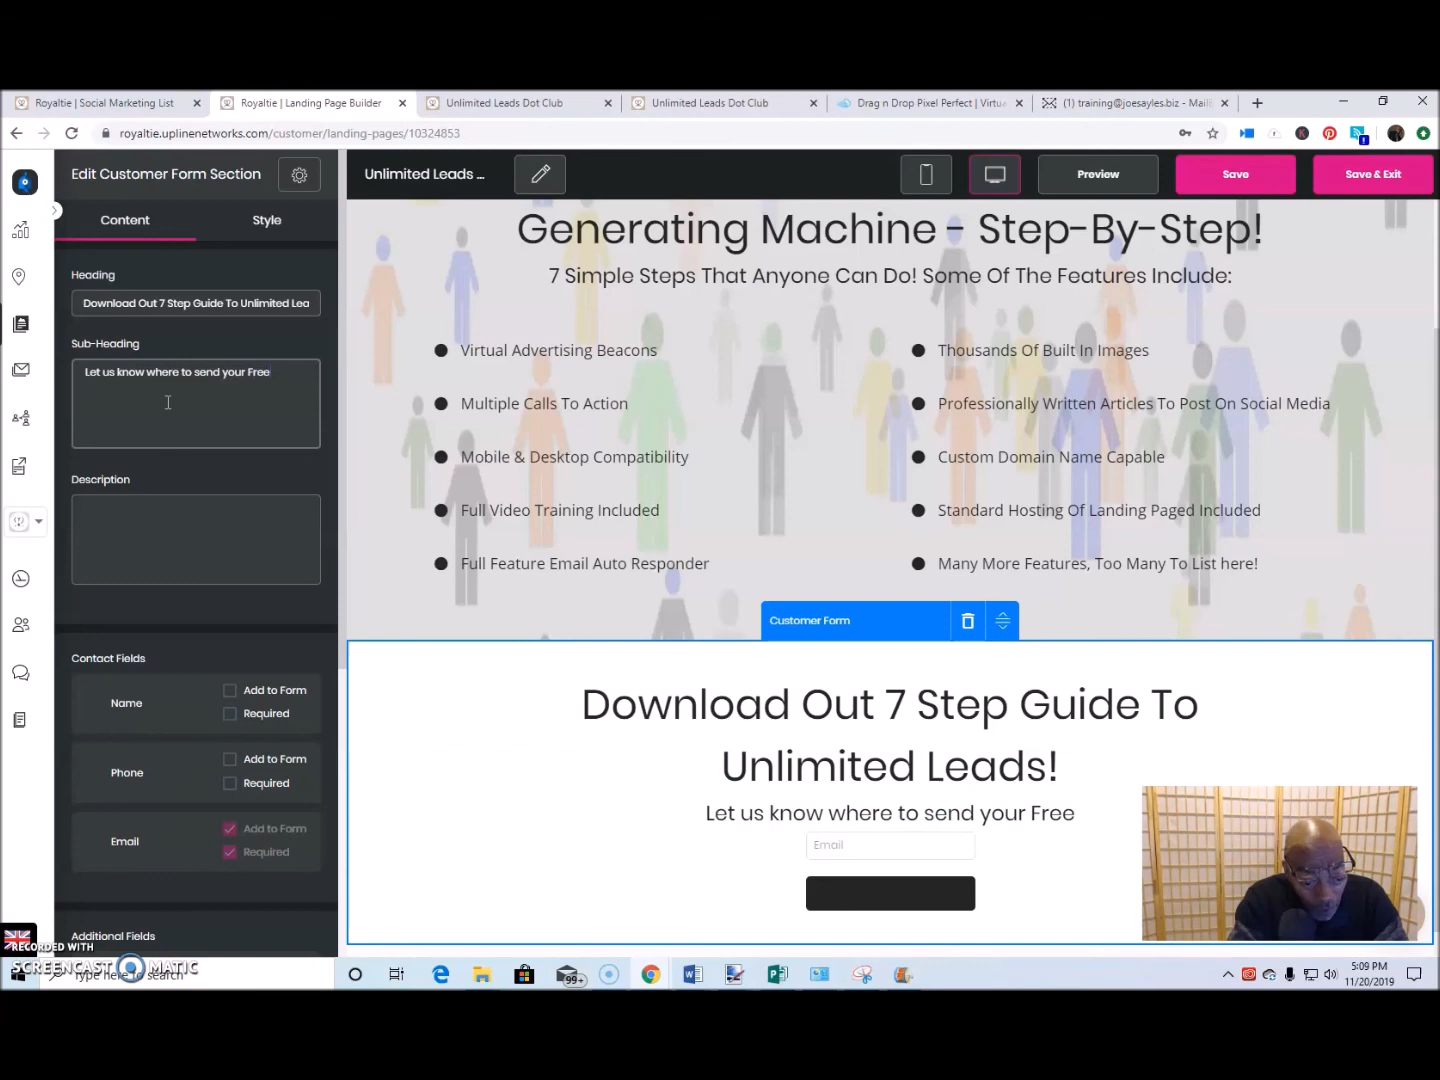 Royaltie | Social Marketing List
Royaltie | Landing Page Builder
Unlimited Leads Dot Club
Unlimited Leads Dot Club
Drag n Drop Pixel Perfect | Virtua
(1) training@joesayles.biz - Mail
royaltie.uplinenetworks.com/customer/landing-pages/10324853
Edit Customer Form Section
Unlimited Leads ...
Preview
Save
Save & Exit
Content
Style
Generating Machine - Step-By-Step!
7 Simple Steps That Anyone Can Do! Some Of The Features Include:
Heading
Download Out 7 Step Guide To Unlimited Lea
Sub-Heading
Let us know where to send your Free
Description
Virtual Advertising Beacons
Thousands Of Built In Images
Multiple Calls To Action
Professionally Written Articles To Post On Social Media
Mobile & Desktop Compatibility
Custom Domain Name Capable
Full Video Training Included
Standard Hosting Of Landing Paged Included
Full Feature Email Auto Responder
Many More Features, Too Many To List here!
Customer Form
Contact Fields
Name
Add to Form
Required
Phone
Add to Form
Required
Email
Add to Form
Required
Additional Fields
Download Out 7 Step Guide To
Unlimited Leads!
Let us know where to send your Free
Email
RECORDED WITH
SCREENCAST MATIC
Type here to search
99+
5:09 PM
11/20/2019